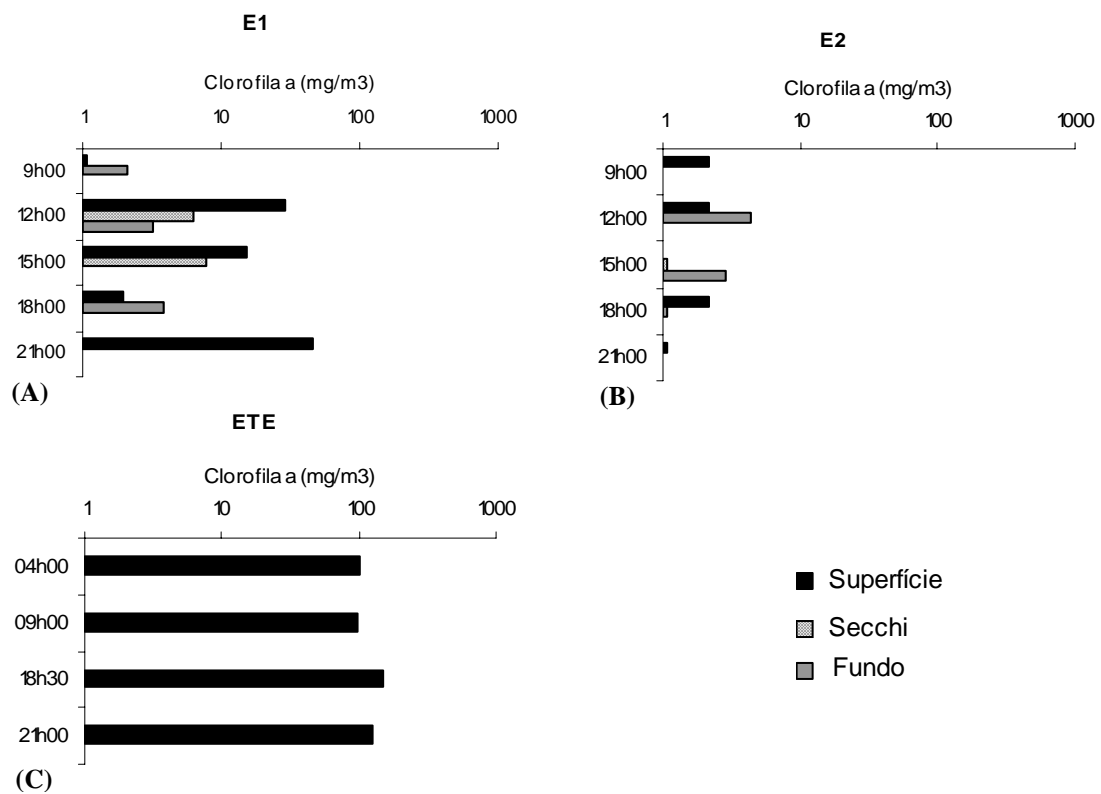 E1
Clorofila a (mg/m3)
1 10 100 1000
9h00
12h00
15h00
18h00
21h00
(A)
E2
Clorofila a (mg/m3)
1 10 100 1000
9h00
12h00
15h00
18h00
21h00
(B)
ETE
Clorofila a (mg/m3)
1 10 100 1000
04h00
09h00
18h30
21h00
(C)
Superfície
Secchi
Fundo